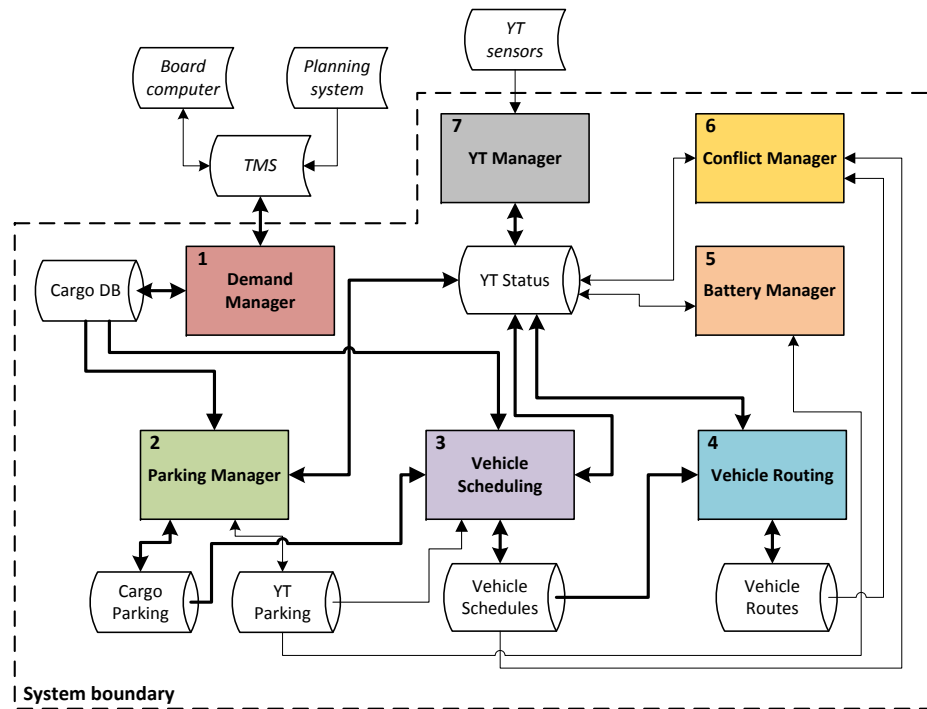 YT
sensors
Board
computer
Planning
system
TMS
7
YT Manager
6
Conflict Manager
1
Demand
Manager
Cargo DB
YT Status
5
Battery Manager
2
Parking Manager
3
Vehicle
Scheduling
4
Vehicle Routing
Cargo
Parking
YT
Parking
Vehicle
Schedules
Vehicle
Routes
System boundary